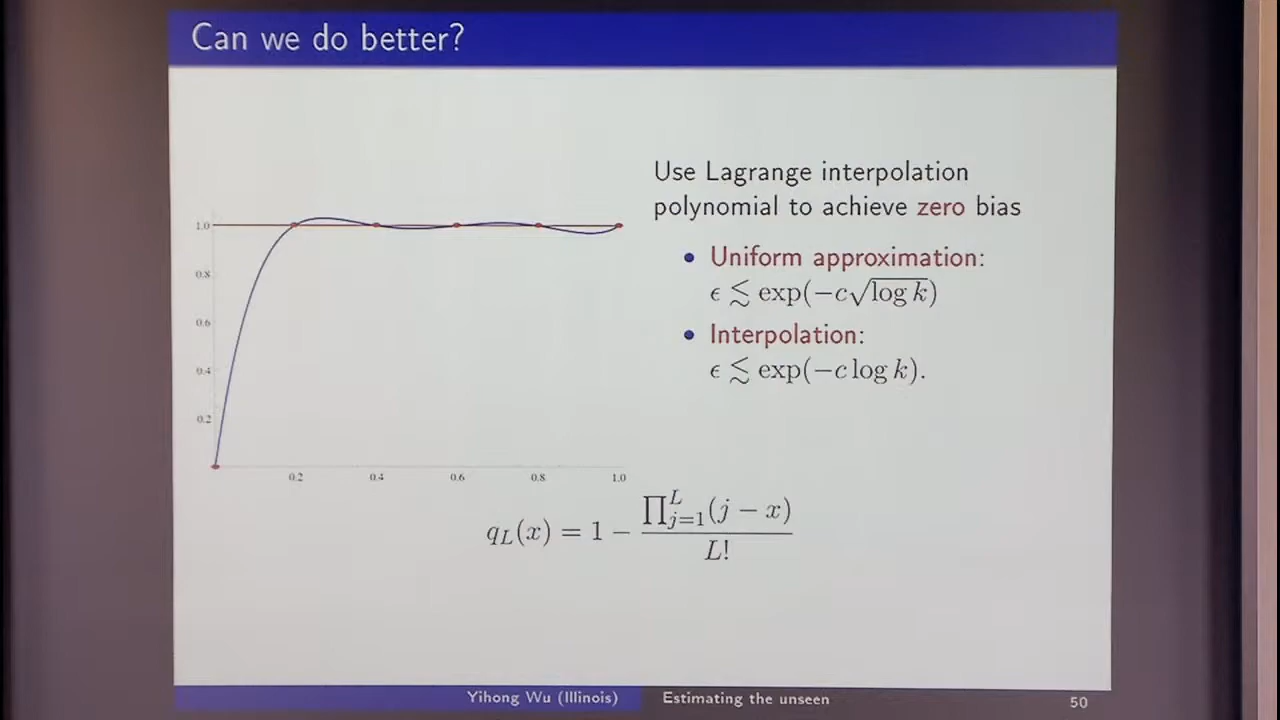 Can we do better?
Use Lagrange interpolation
polynomial to achieve zero bias
• Uniform approximation:
ϵ ≲ exp(−c√log k)
• Interpolation:
ϵ ≲ exp(−c log k).
1.0
0.8
0.6
0.4
0.2
0.2 0.4 0.6 0.8 1.0
q_L(x) = 1 − ∏_{j=1}^{L}(j − x) / L!
Yihong Wu (Illinois) Estimating the unseen 50